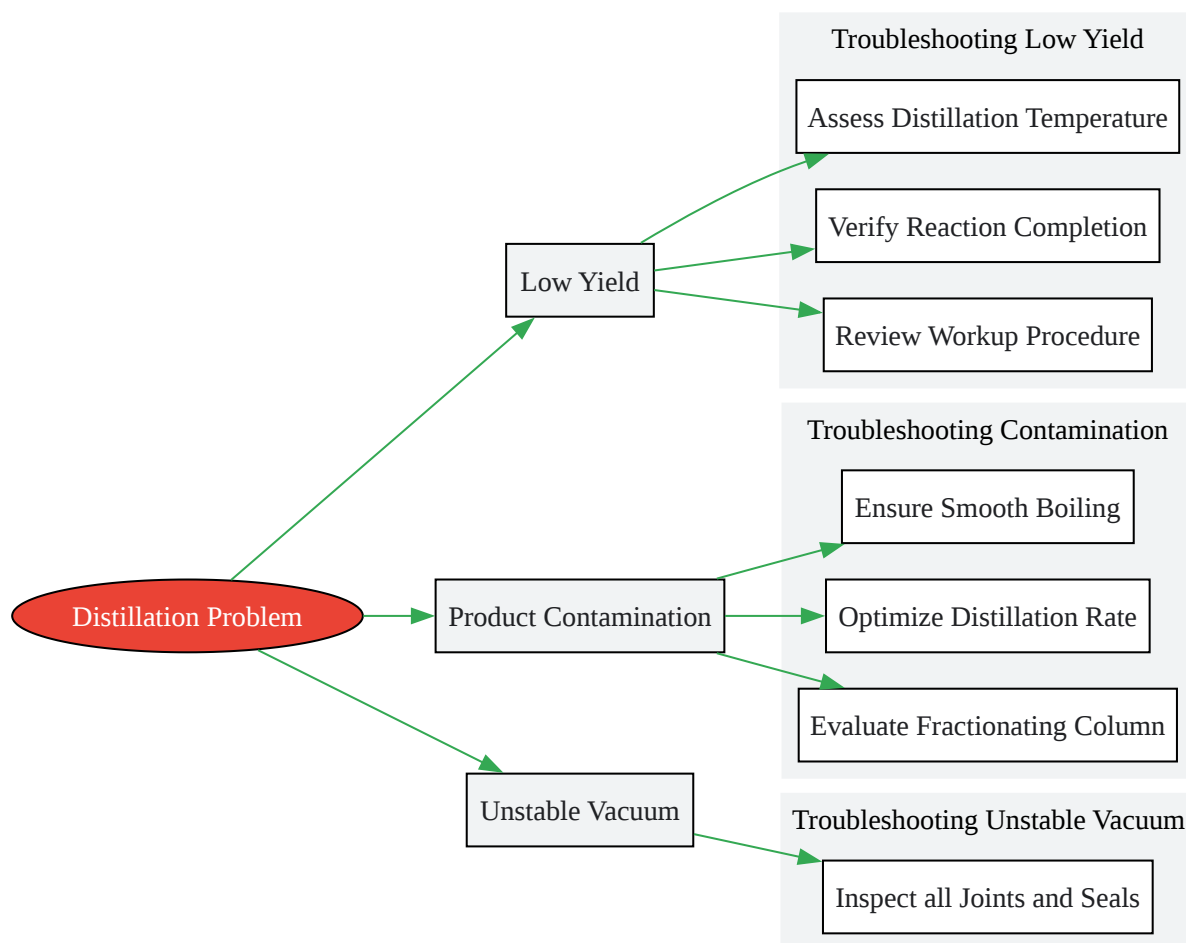 Troubleshooting Low Yield
Assess Distillation Temperature
Verify Reaction Completion
Low Yield
Review Workup Procedure
Troubleshooting Contamination
Ensure Smooth Boiling
Distillation Problem
Product Contamination
Optimize Distillation Rate
Evaluate Fractionating Column
Unstable Vacuum
Troubleshooting Unstable Vacuum
Inspect all Joints and Seals